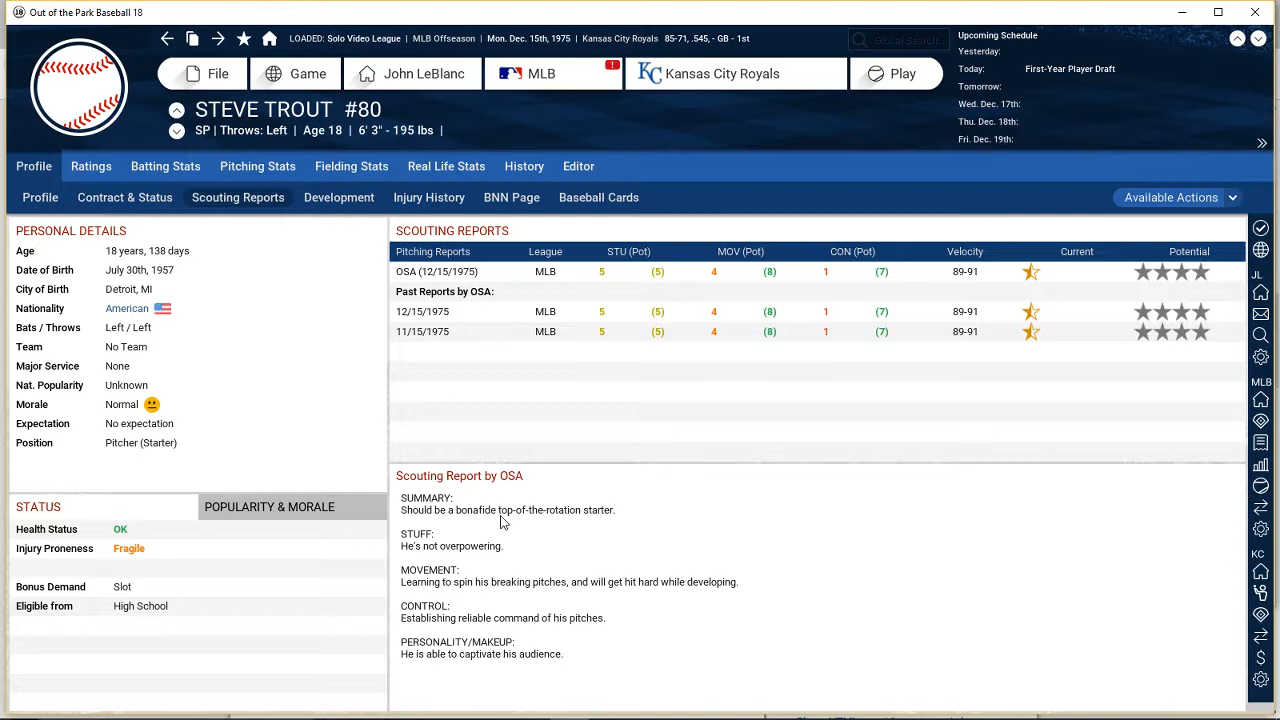 Out of the Park Baseball 18
LOADED: Solo Video League | MLB Offseason | Mon. Dec. 15th, 1975 | Kansas City Royals 85-71, .545, - GB - 1st
Global Search...
Upcoming Schedule
Yesterday:
Today: First-Year Player Draft
Tomorrow:
Wed. Dec. 17th:
Thu. Dec. 18th:
Fri. Dec. 19th:
File Game John LeBlanc MLB ! KC Kansas City Royals Play
STEVE TROUT #80
SP | Throws: Left | Age 18 | 6' 3" - 195 lbs |
Profile Ratings Batting Stats Pitching Stats Fielding Stats Real Life Stats History Editor
Profile Contract & Status Scouting Reports Development Injury History BNN Page Baseball Cards Available Actions
PERSONAL DETAILS
Age 18 years, 138 days
Date of Birth July 30th, 1957
City of Birth Detroit, MI
Nationality American
Bats / Throws Left / Left
Team No Team
Major Service None
Nat. Popularity Unknown
Morale Normal
Expectation No expectation
Position Pitcher (Starter)
STATUS POPULARITY & MORALE
Health Status OK
Injury Proneness Fragile
Bonus Demand Slot
Eligible from High School
SCOUTING REPORTS
Pitching Reports League STU (Pot) MOV (Pot) CON (Pot) Velocity Current Potential
OSA (12/15/1975) MLB 5 (5) 4 (8) 1 (7) 89-91
Past Reports by OSA:
12/15/1975 MLB 5 (5) 4 (8) 1 (7) 89-91
11/15/1975 MLB 5 (5) 4 (8) 1 (7) 89-91
Scouting Report by OSA
SUMMARY:
Should be a bonafide top-of-the-rotation starter.
STUFF:
He's not overpowering.
MOVEMENT:
Learning to spin his breaking pitches, and will get hit hard while developing.
CONTROL:
Establishing reliable command of his pitches.
PERSONALITY/MAKEUP:
He is able to captivate his audience.
JL
MLB
KC